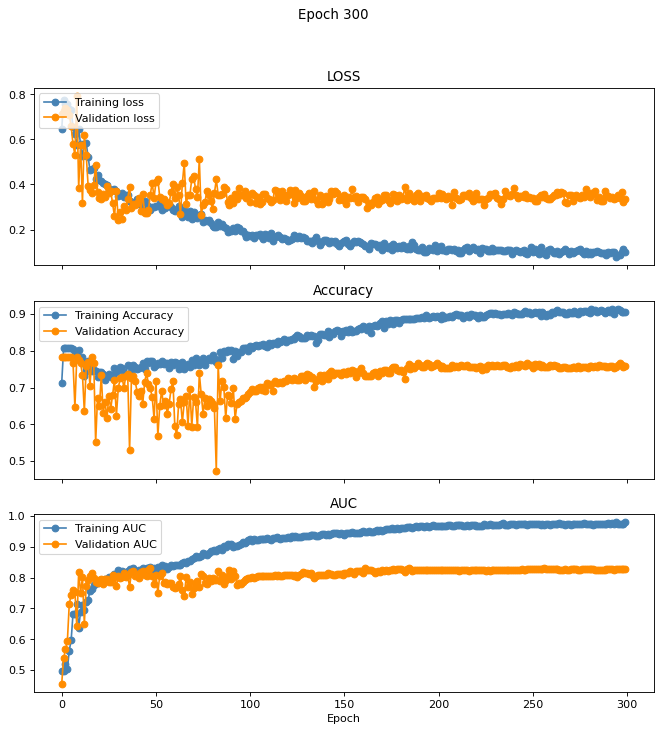 Epoch 300
LOSS
0.8
0.6
0.4
0.2
Training loss
Validation loss
Accuracy
0.9
0.8
0.7
0.6
0.5
Training Accuracy
Validation Accuracy
AUC
1.0
0.9
0.8
0.7
0.6
0.5
Training AUC
Validation AUC
0 50 100 150 200 250 300
Epoch